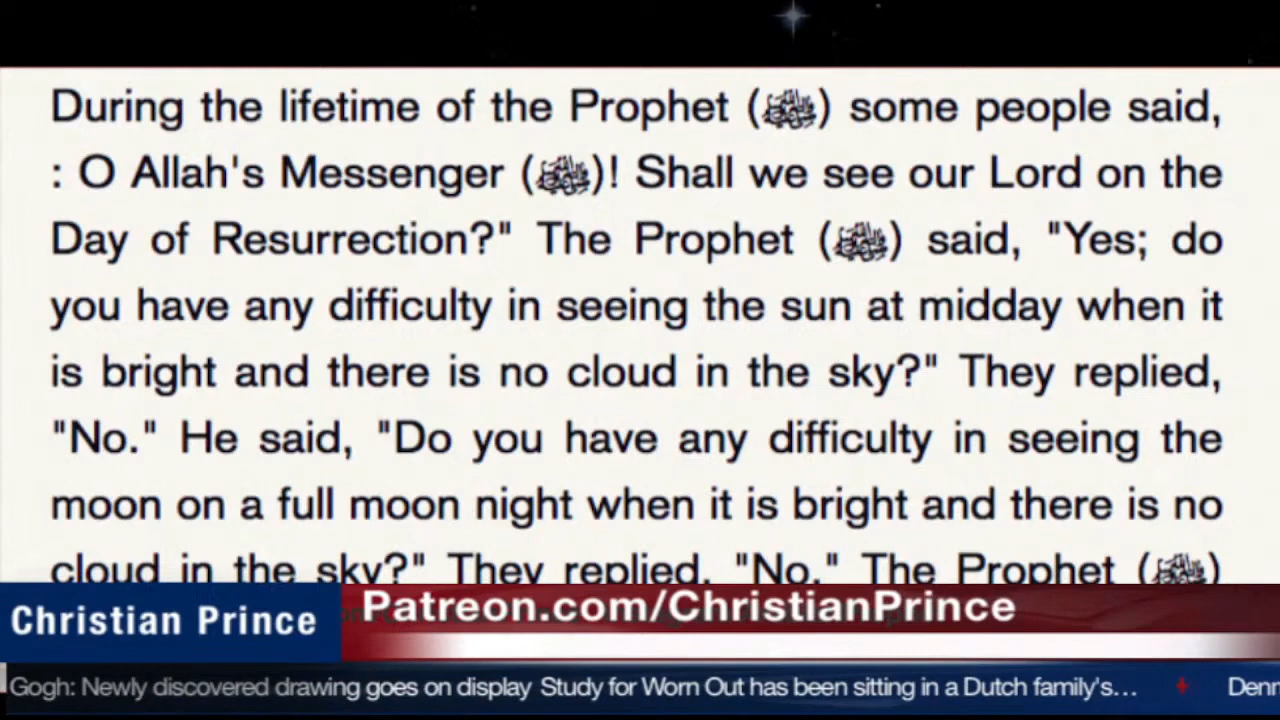 During the lifetime of the Prophet (ﷺ) some people said,
: O Allah's Messenger (ﷺ)! Shall we see our Lord on the
Day of Resurrection?" The Prophet (ﷺ) said, "Yes; do
you have any difficulty in seeing the sun at midday when it
is bright and there is no cloud in the sky?" They replied,
"No." He said, "Do you have any difficulty in seeing the
moon on a full moon night when it is bright and there is no
cloud in the sky?" They replied, "No." The Prophet (ﷺ)
Christian Prince
Patreon.com/ChristianPrince
Gogh: Newly discovered drawing goes on display Study for Worn Out has been sitting in a Dutch family's... Denn